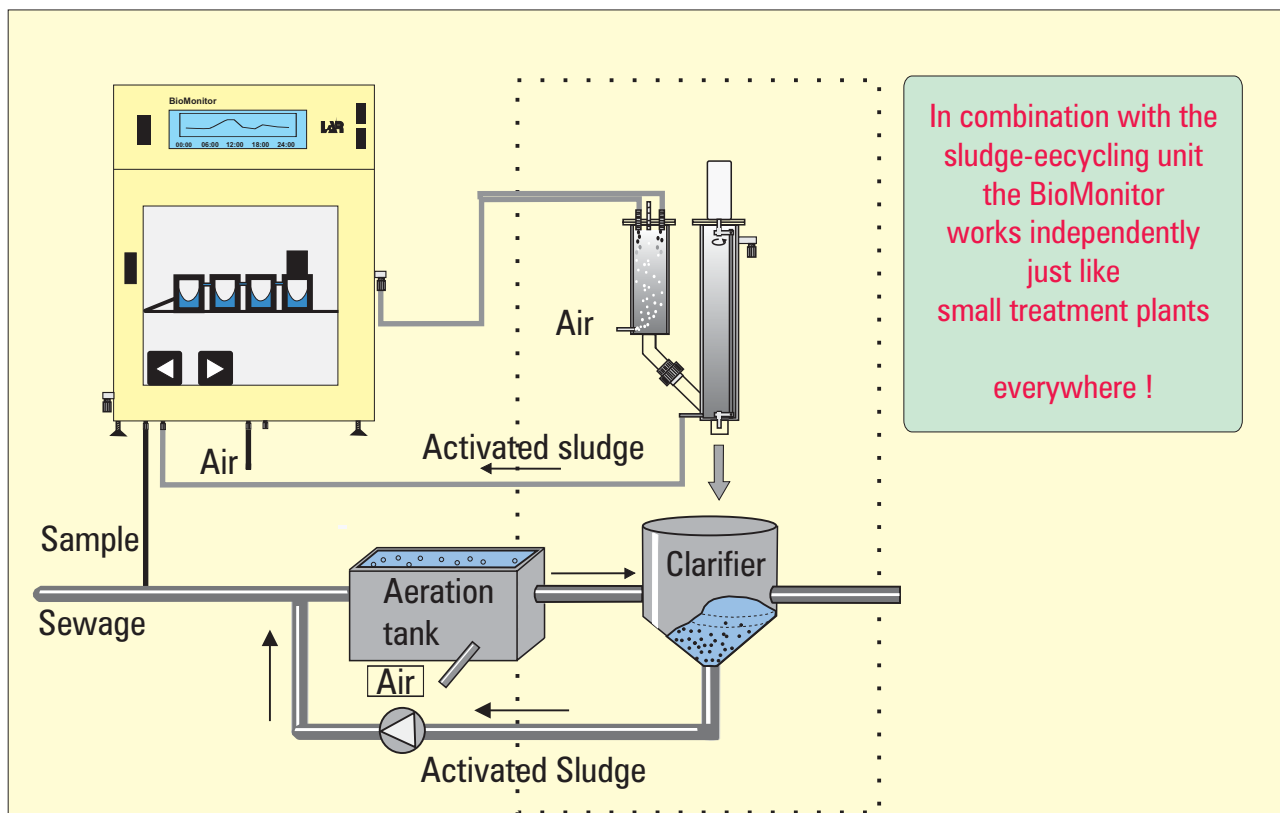 BioMonitor
LAR
00:00 06:00 12:00 18:00 24:00
In combination with the
sludge-eecycling unit
the BioMonitor
works independently
just like
small treatment plants
everywhere !
Air
Activated sludge
Air
Sample
Sewage
Aeration
tank
Clarifier
Air
Activated Sludge